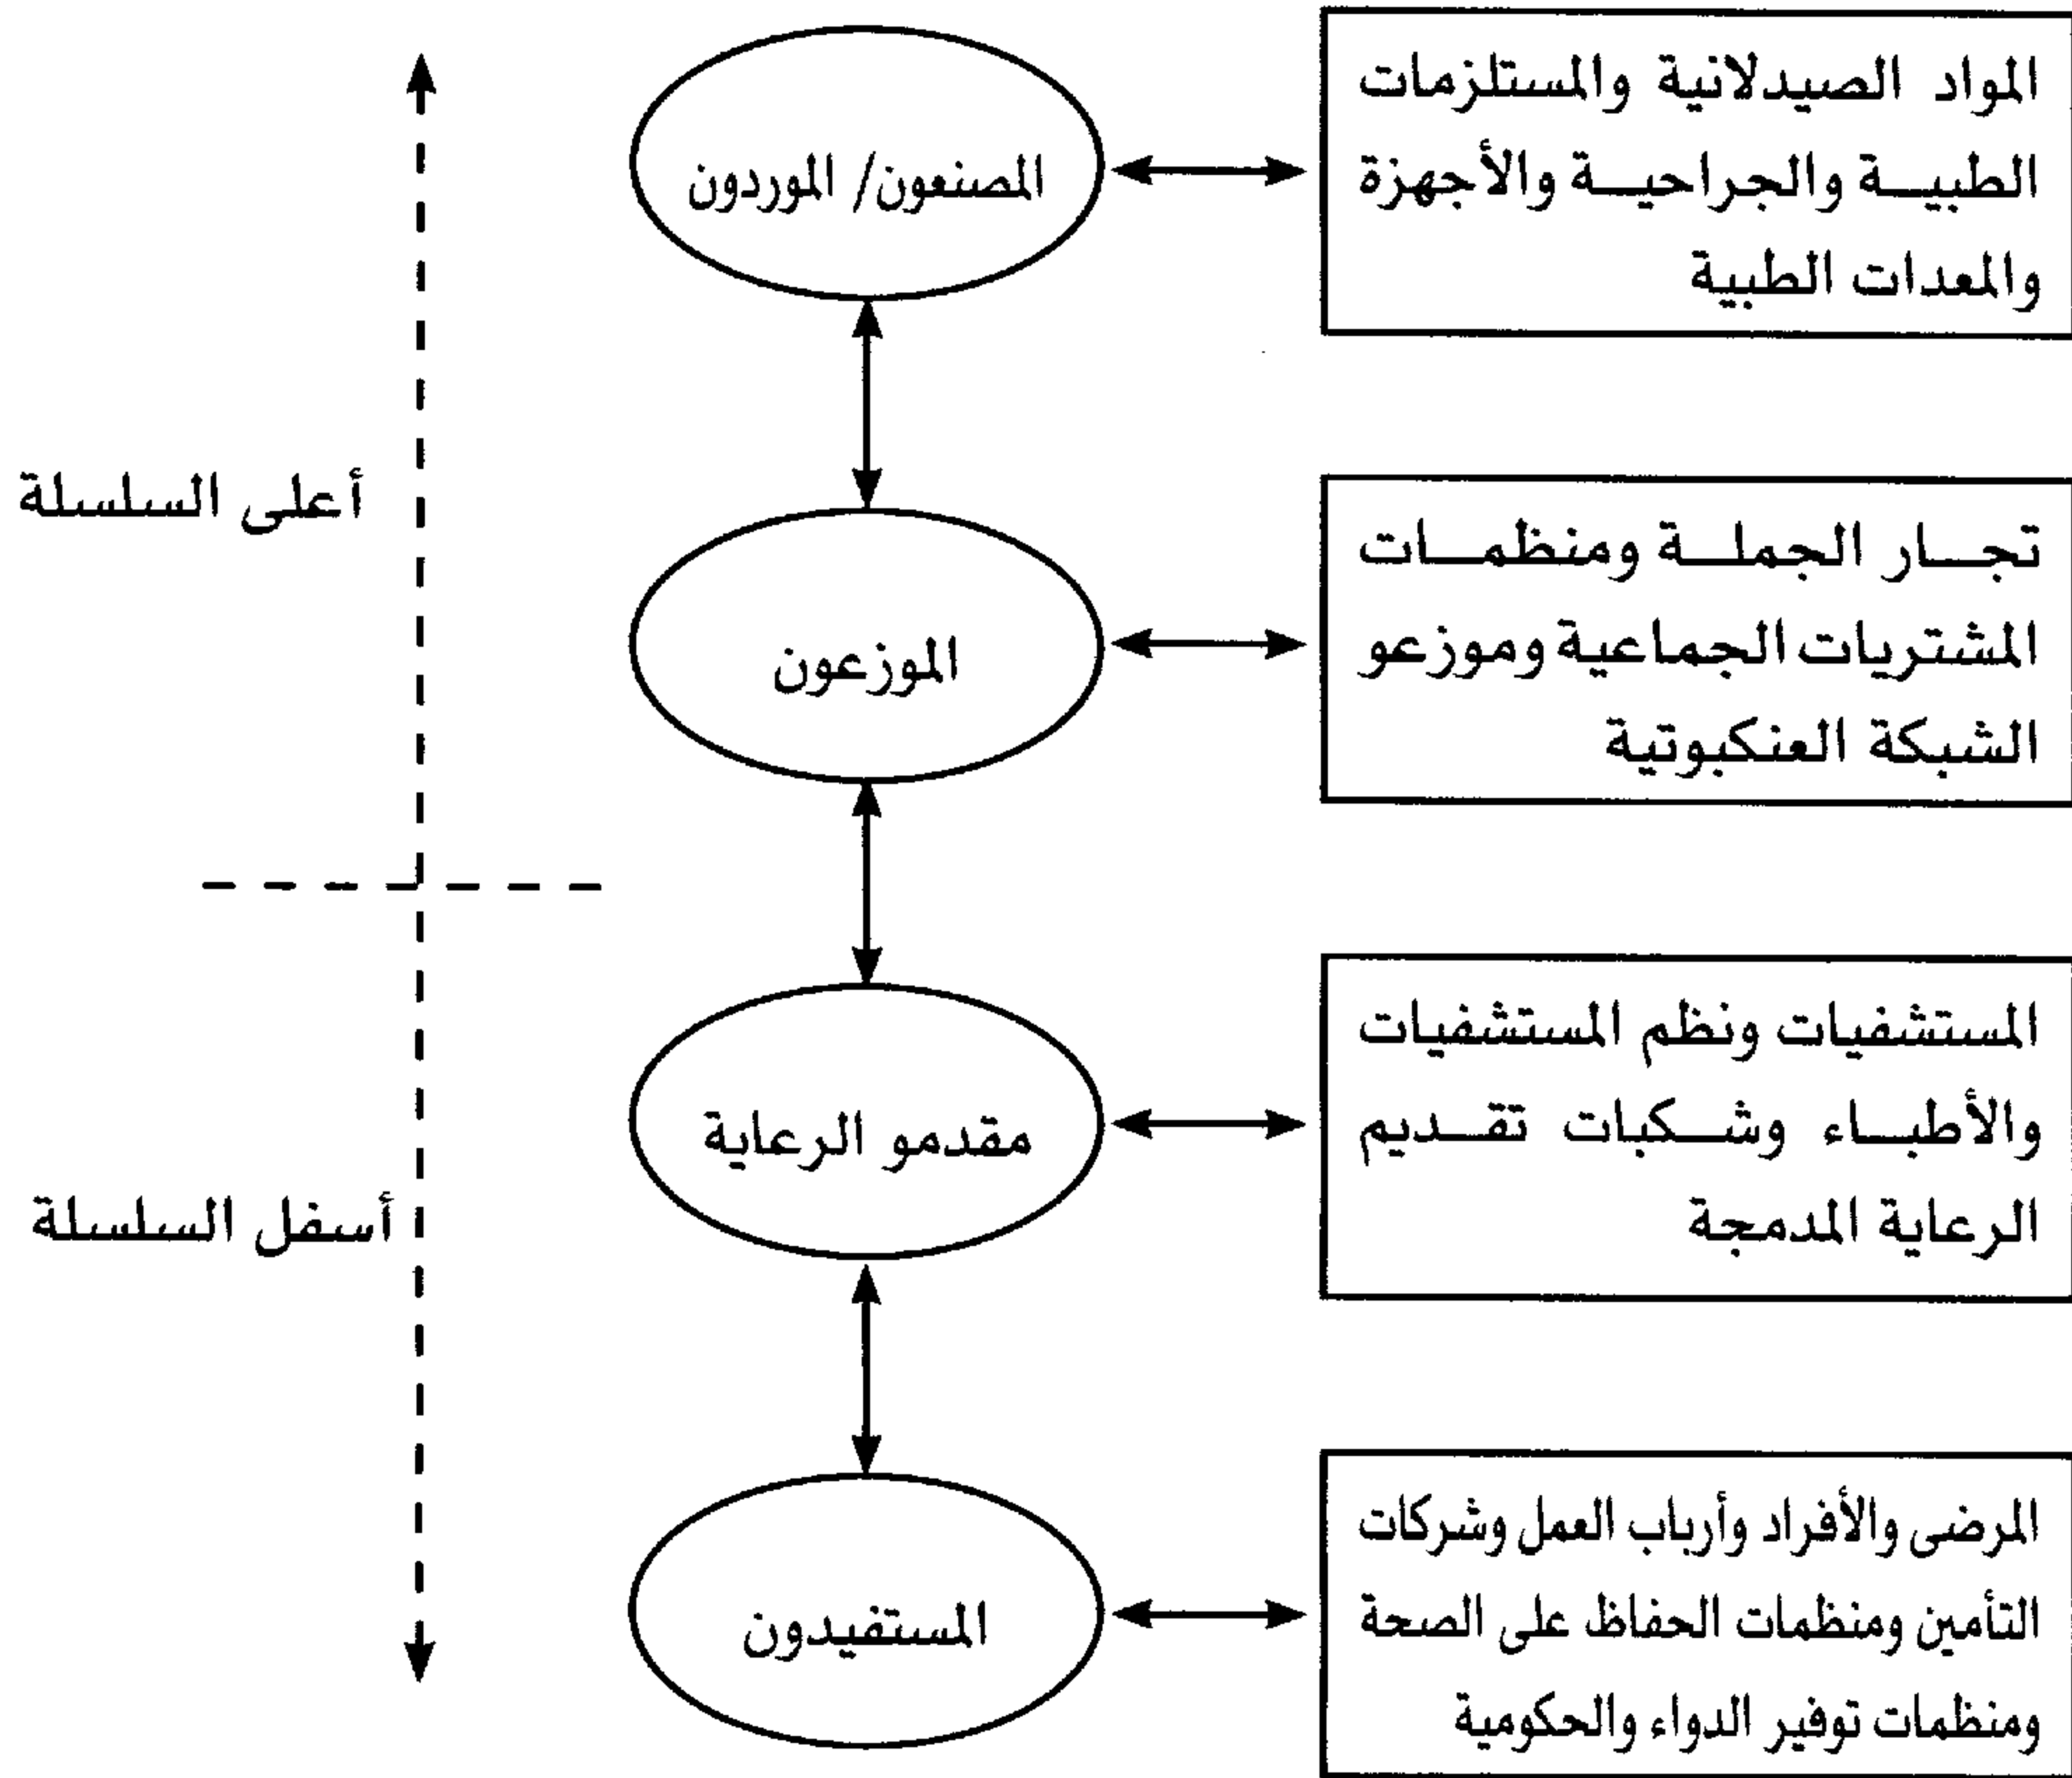 المواد الصيدلانية والمستلزمات
الطبية والجراحية والأجهزة
والمعدات الطبية
المصنعون/ الموردون
أعلى السلسلة
تجار الجملة ومنظمات
المشتريات الجماعية وموزعو
الشبكة العنكبوتية
الموزعون
المستشفيات ونظم المستشفيات
والأطباء وشكبات تقديم
الرعاية المدمجة
مقدمو الرعاية
أسفل السلسلة
المرضى والأفراد وأرباب العمل وشركات
التأمين ومنظمات الحفاظ على الصحة
ومنظمات توفير الدواء والحكومية
المستفيدون